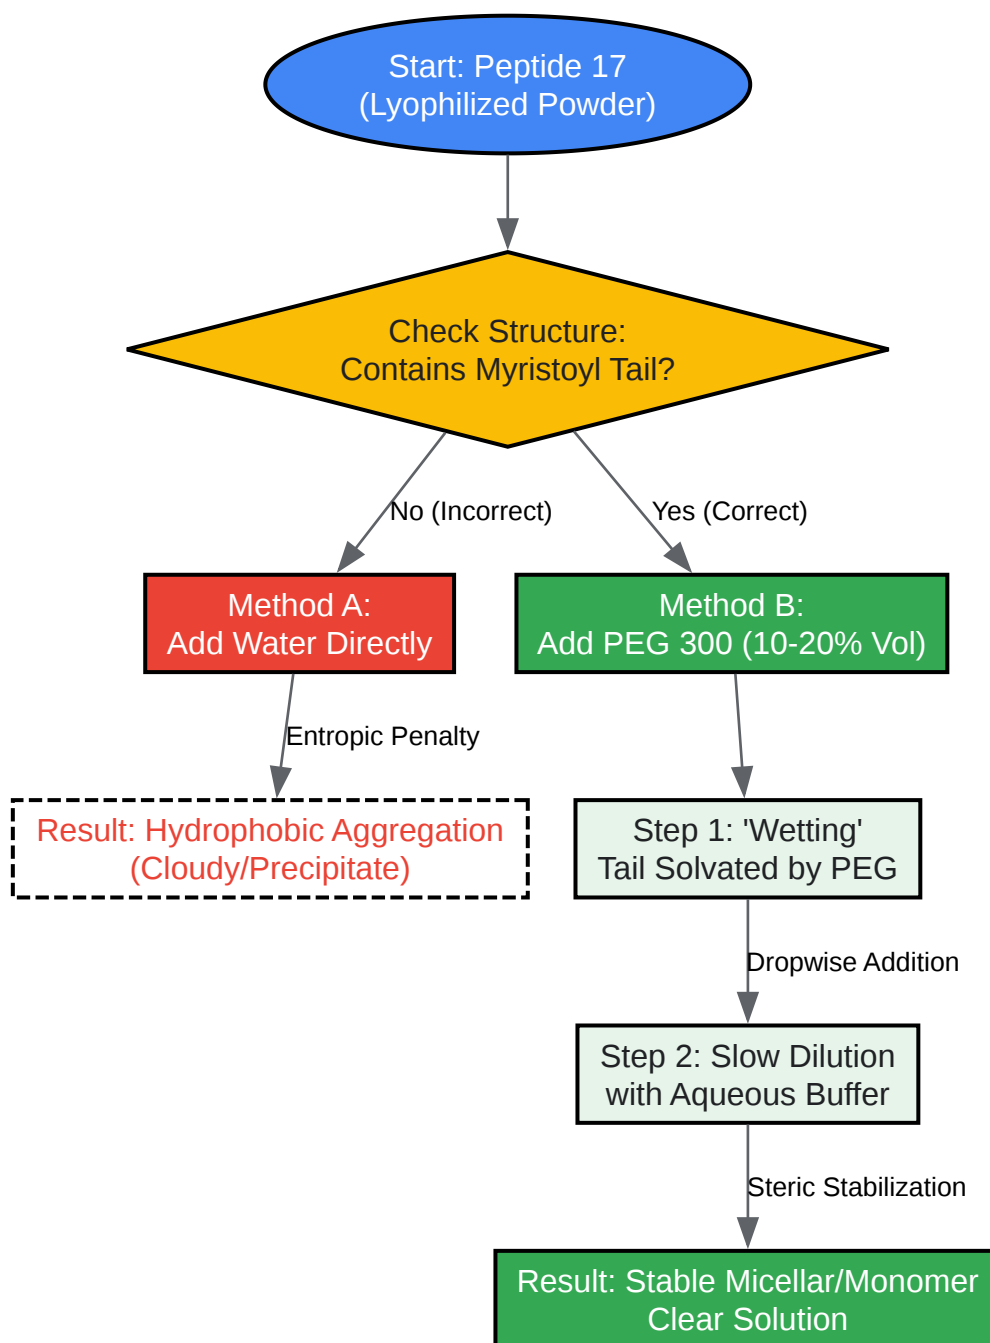 Start: Peptide 17
(Lyophilized Powder)
Check Structure:
Contains Myristoyl Tail?
No (Incorrect)
Yes (Correct)
Method A:
Add Water Directly
Method B:
Add PEG 300 (10-20% Vol)
Entropic Penalty
Result: Hydrophobic Aggregation
(Cloudy/Precipitate)
Step 1: 'Wetting'
Tail Solvated by PEG
Dropwise Addition
Step 2: Slow Dilution
with Aqueous Buffer
Steric Stabilization
Result: Stable Micellar/Monomer
Clear Solution